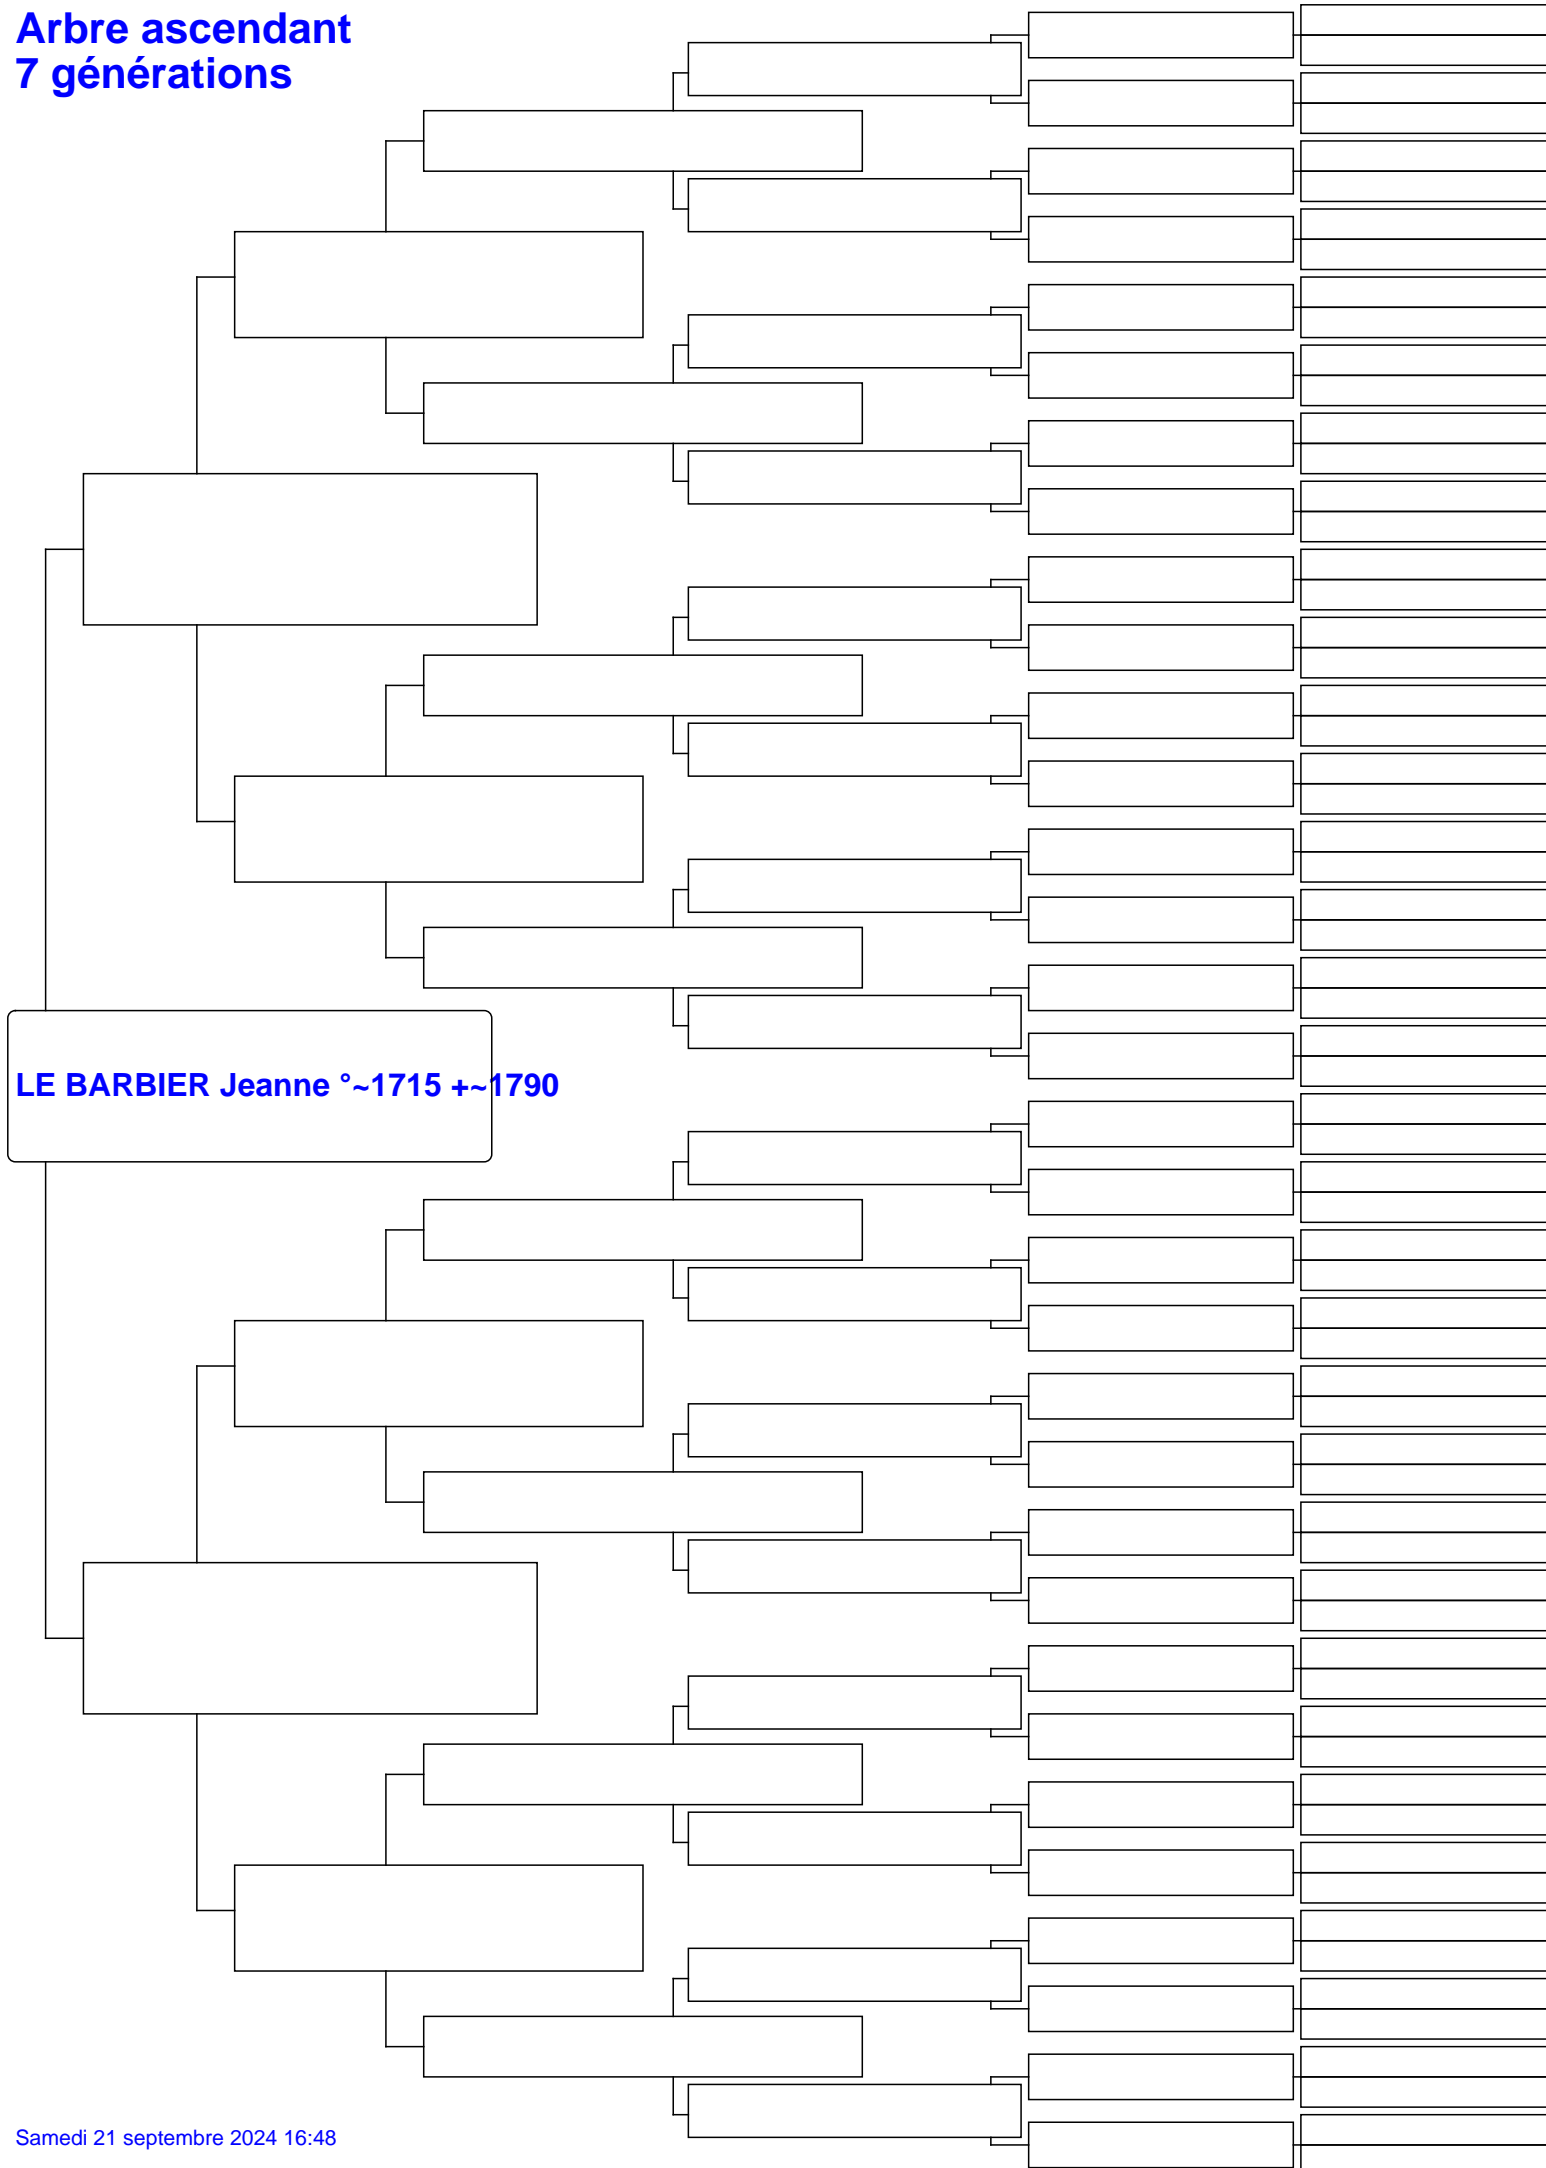 Arbre ascendant
7 générations
LE BARBIER Jeanne °~1715 +~1790
Samedi 21 septembre 2024 16:48